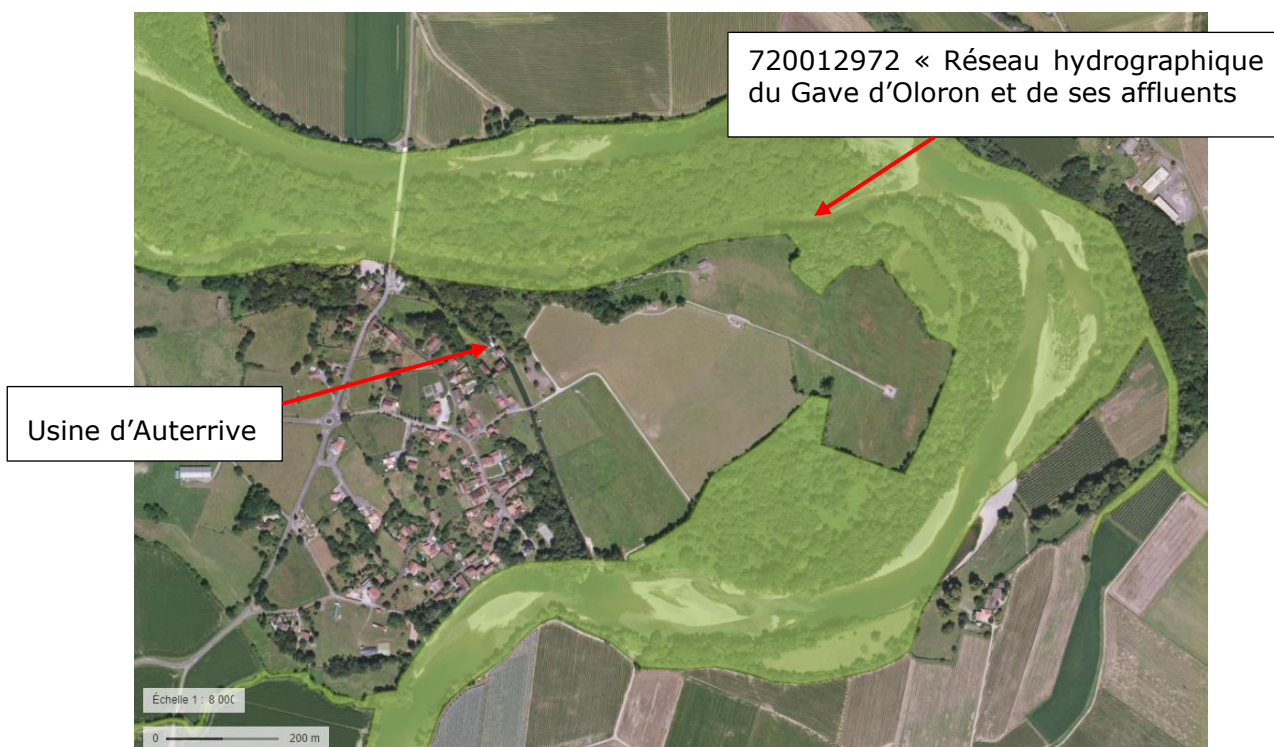 720012972 « Réseau hydrographique
du Gave d’Oloron et de ses affluents
Usine d’Auterrive
Échelle 1 : 8 000
0 200 m